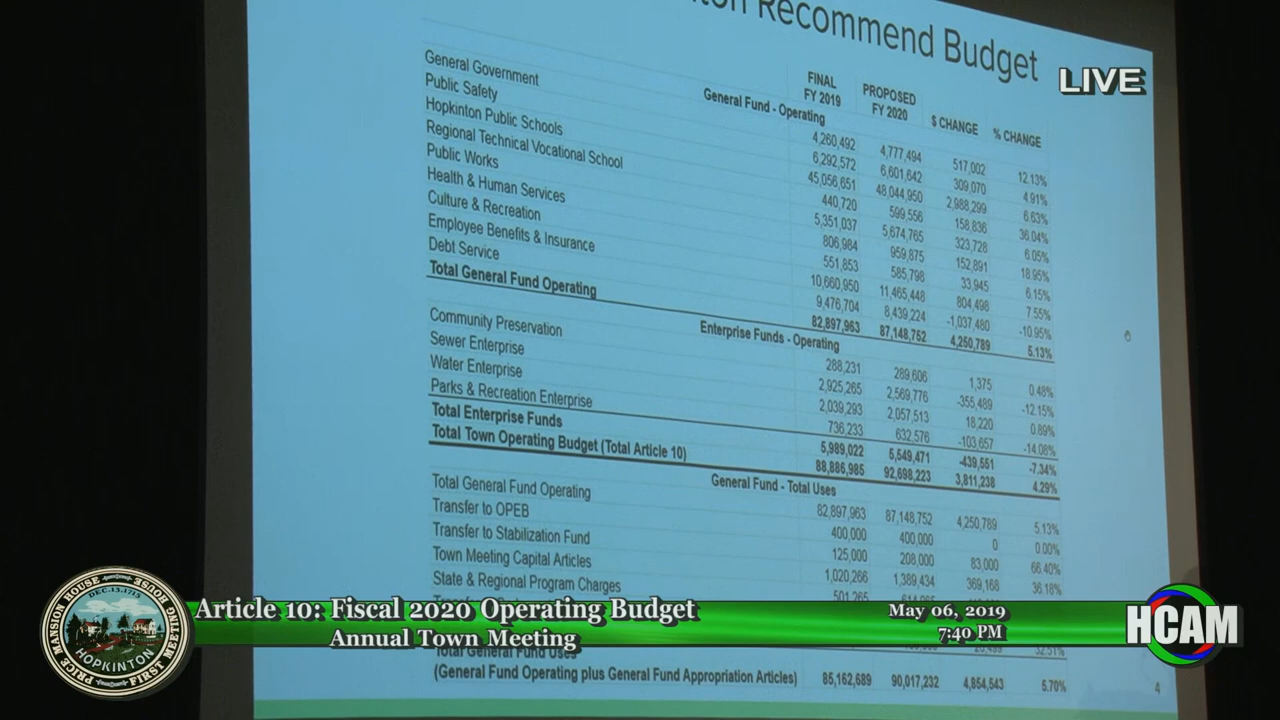 Recommend Budget
LIVE
FINAL FY 2019 PROPOSED FY 2020 $ CHANGE % CHANGE
General Fund - Operating
General Government 4,260,492 4,777,494 517,002 12.13%
Public Safety 6,292,572 6,601,642 309,070 4.91%
Hopkinton Public Schools 45,056,651 48,044,950 2,988,299 6.63%
Regional Technical Vocational School 440,720 599,556 158,836 36.04%
Public Works 5,351,037 5,674,765 323,728 6.05%
Health & Human Services 806,984 959,875 152,891 18.95%
Culture & Recreation 551,853 585,798 33,945 6.15%
Employee Benefits & Insurance 10,660,950 11,465,448 804,498 7.55%
Debt Service 9,476,704 8,439,224 -1,037,480 -10.95%
Total General Fund Operating 82,897,963 87,148,752 4,250,789 5.13%
Enterprise Funds - Operating
Community Preservation 288,231 289,606 1,375 0.48%
Sewer Enterprise 2,925,265 2,569,776 -355,489 -12.15%
Water Enterprise 2,039,293 2,057,513 18,220 0.89%
Parks & Recreation Enterprise 736,233 632,576 -103,657 -14.08%
Total Enterprise Funds 5,989,022 5,549,471 -439,551 -7.34%
Total Town Operating Budget (Total Article 10) 88,886,985 92,698,223 3,811,238 4.29%
General Fund - Total Uses
Total General Fund Operating 82,897,963 87,148,752 4,250,789 5.13%
Transfer to OPEB 400,000 400,000 0 0.00%
Transfer to Stabilization Fund 125,000 208,000 83,000 66.40%
Town Meeting Capital Articles 1,020,266 1,389,434 369,168 36.18%
State & Regional Program Charges 501,265
Total General Fund Uses
(General Fund Operating plus General Fund Appropriation Articles) 85,162,689 90,017,232 4,854,543 5.70%
4
PRICE MANSION HOUSE FIRST MEETING HOUSE
DEC.13.1715
HOPKINTON
Article 10: Fiscal 2020 Operating Budget
Annual Town Meeting
May 06, 2019
7:40 PM
HCAM